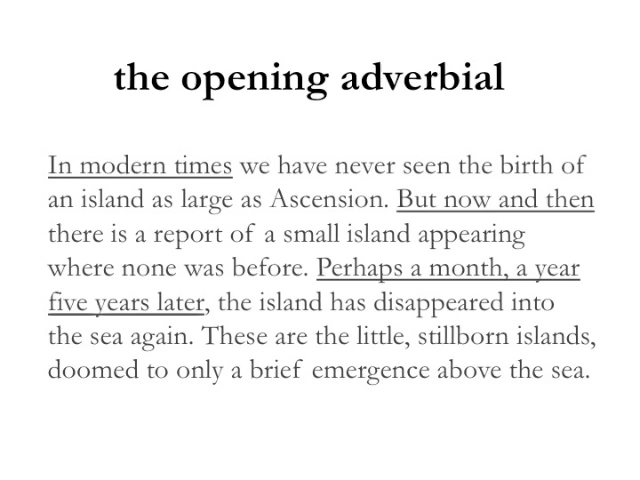 the opening adverbial
In modern times we have never seen the birth of
an island as large as Ascension. But now and then
there is a report of a small island appearing
where none was before. Perhaps a month, a year
five years later, the island has disappeared into
the sea again. These are the little, stillborn islands,
doomed to only a brief emergence above the sea.